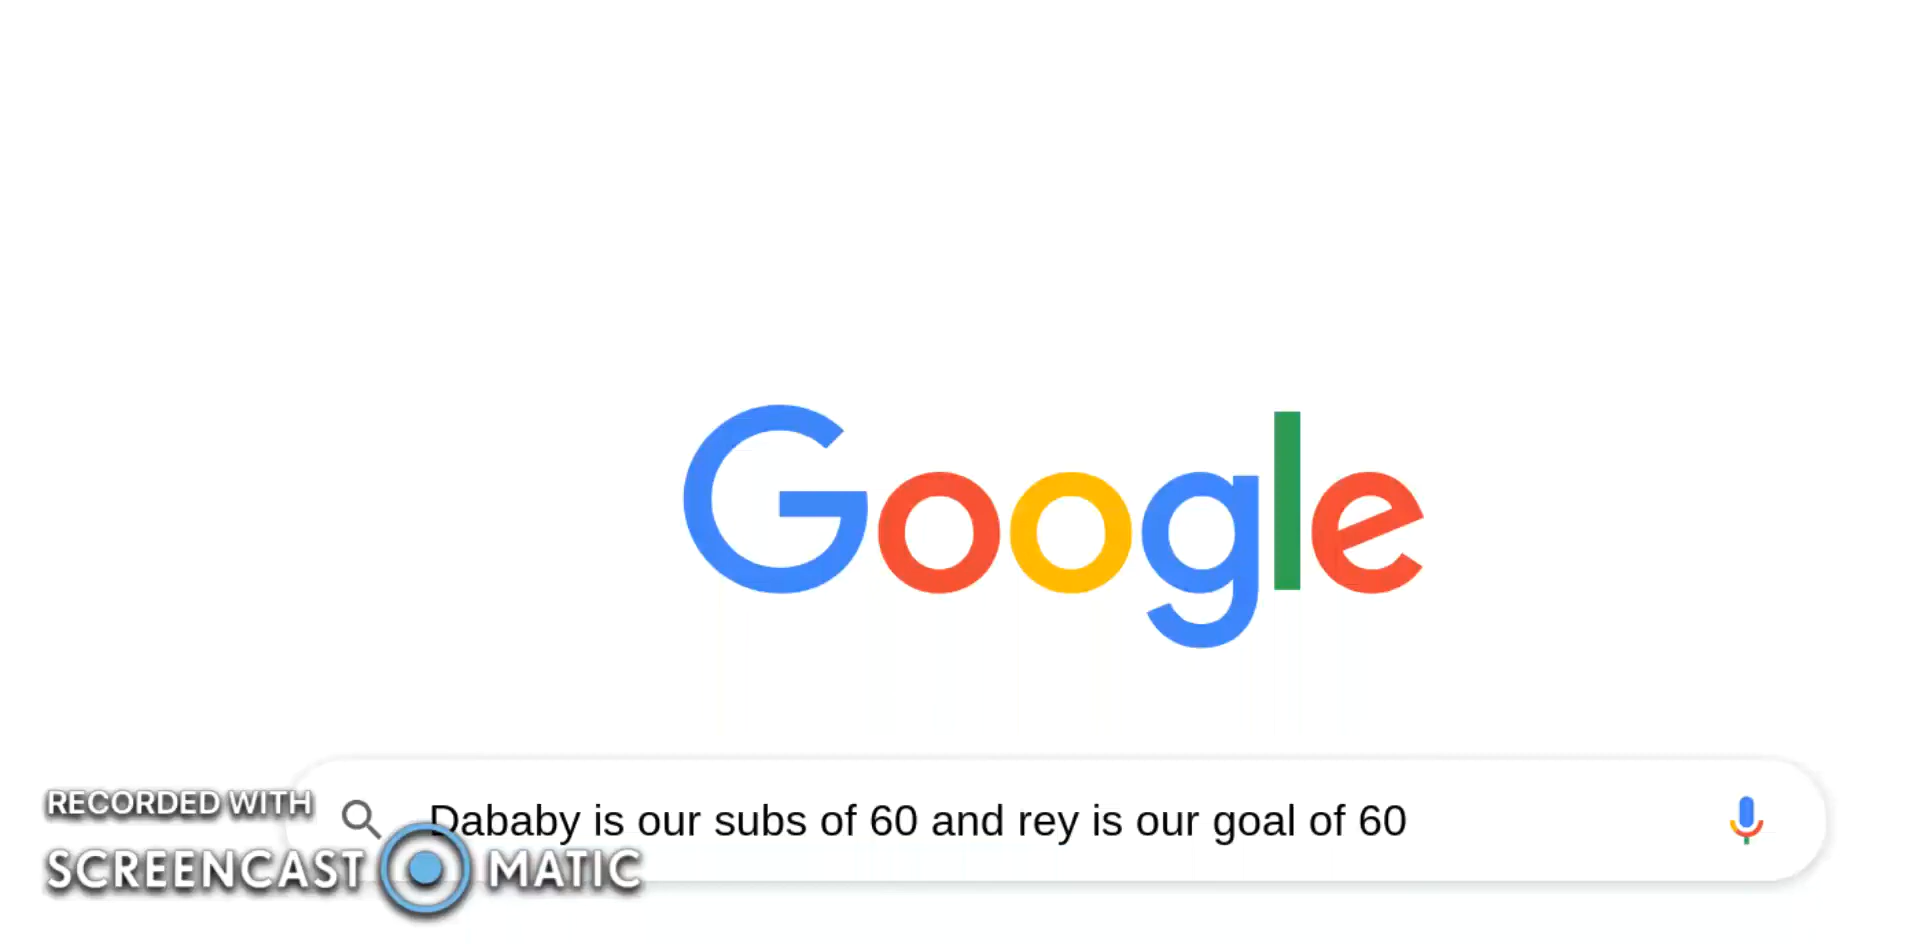 Google
Dababy is our subs of 60 and rey is our goal of 60
RECORDED WITH
SCREENCAST MATIC